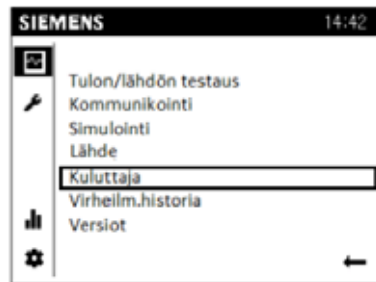 SIEMENS 14:42
Tulon/lähdön testaus
Kommunikointi
Simulointi
Lähde
Kuluttaja
Virheilm.historia
Versiot